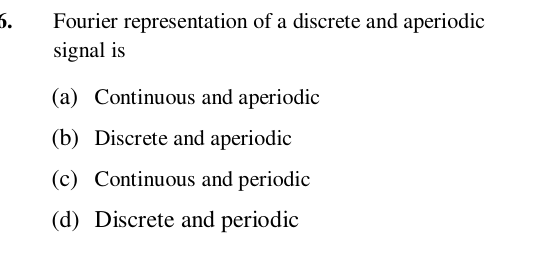 6. Fourier representation of a discrete and aperiodic
signal is
(a) Continuous and aperiodic
(b) Discrete and aperiodic
(c) Continuous and periodic
(d) Discrete and periodic